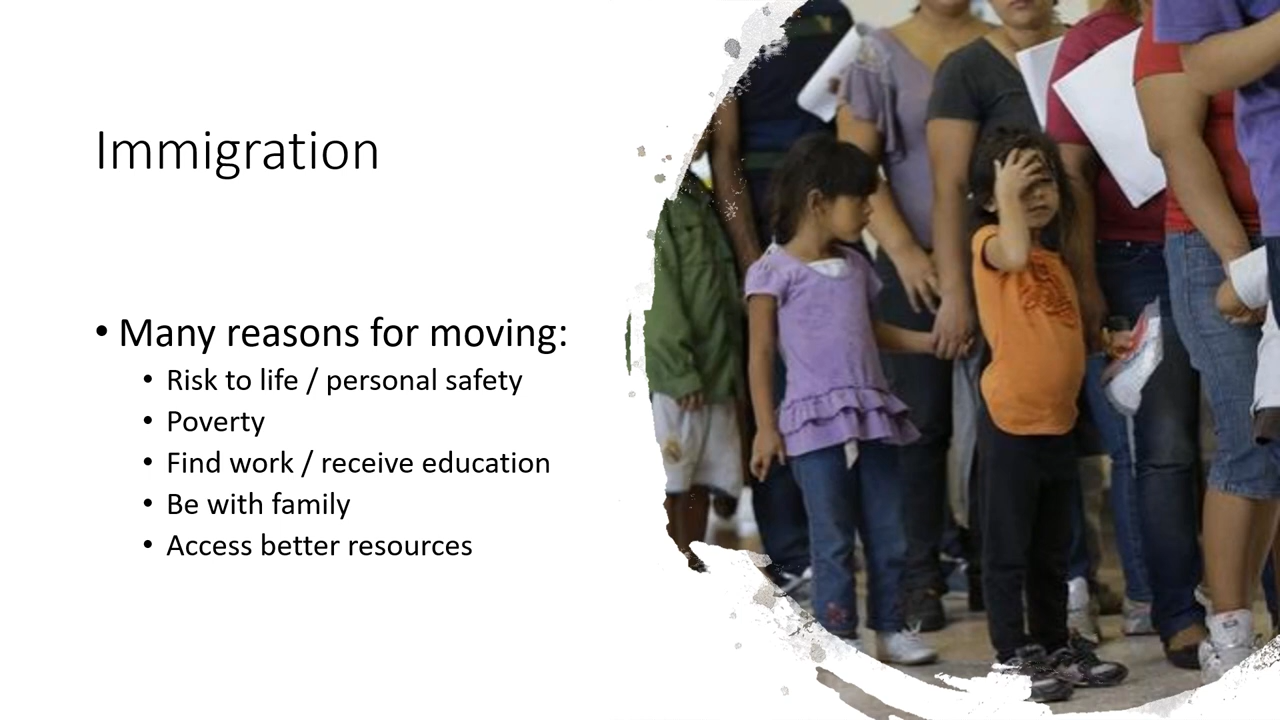 Immigration
• Many reasons for moving:
• Risk to life / personal safety
• Poverty
• Find work / receive education
• Be with family
• Access better resources